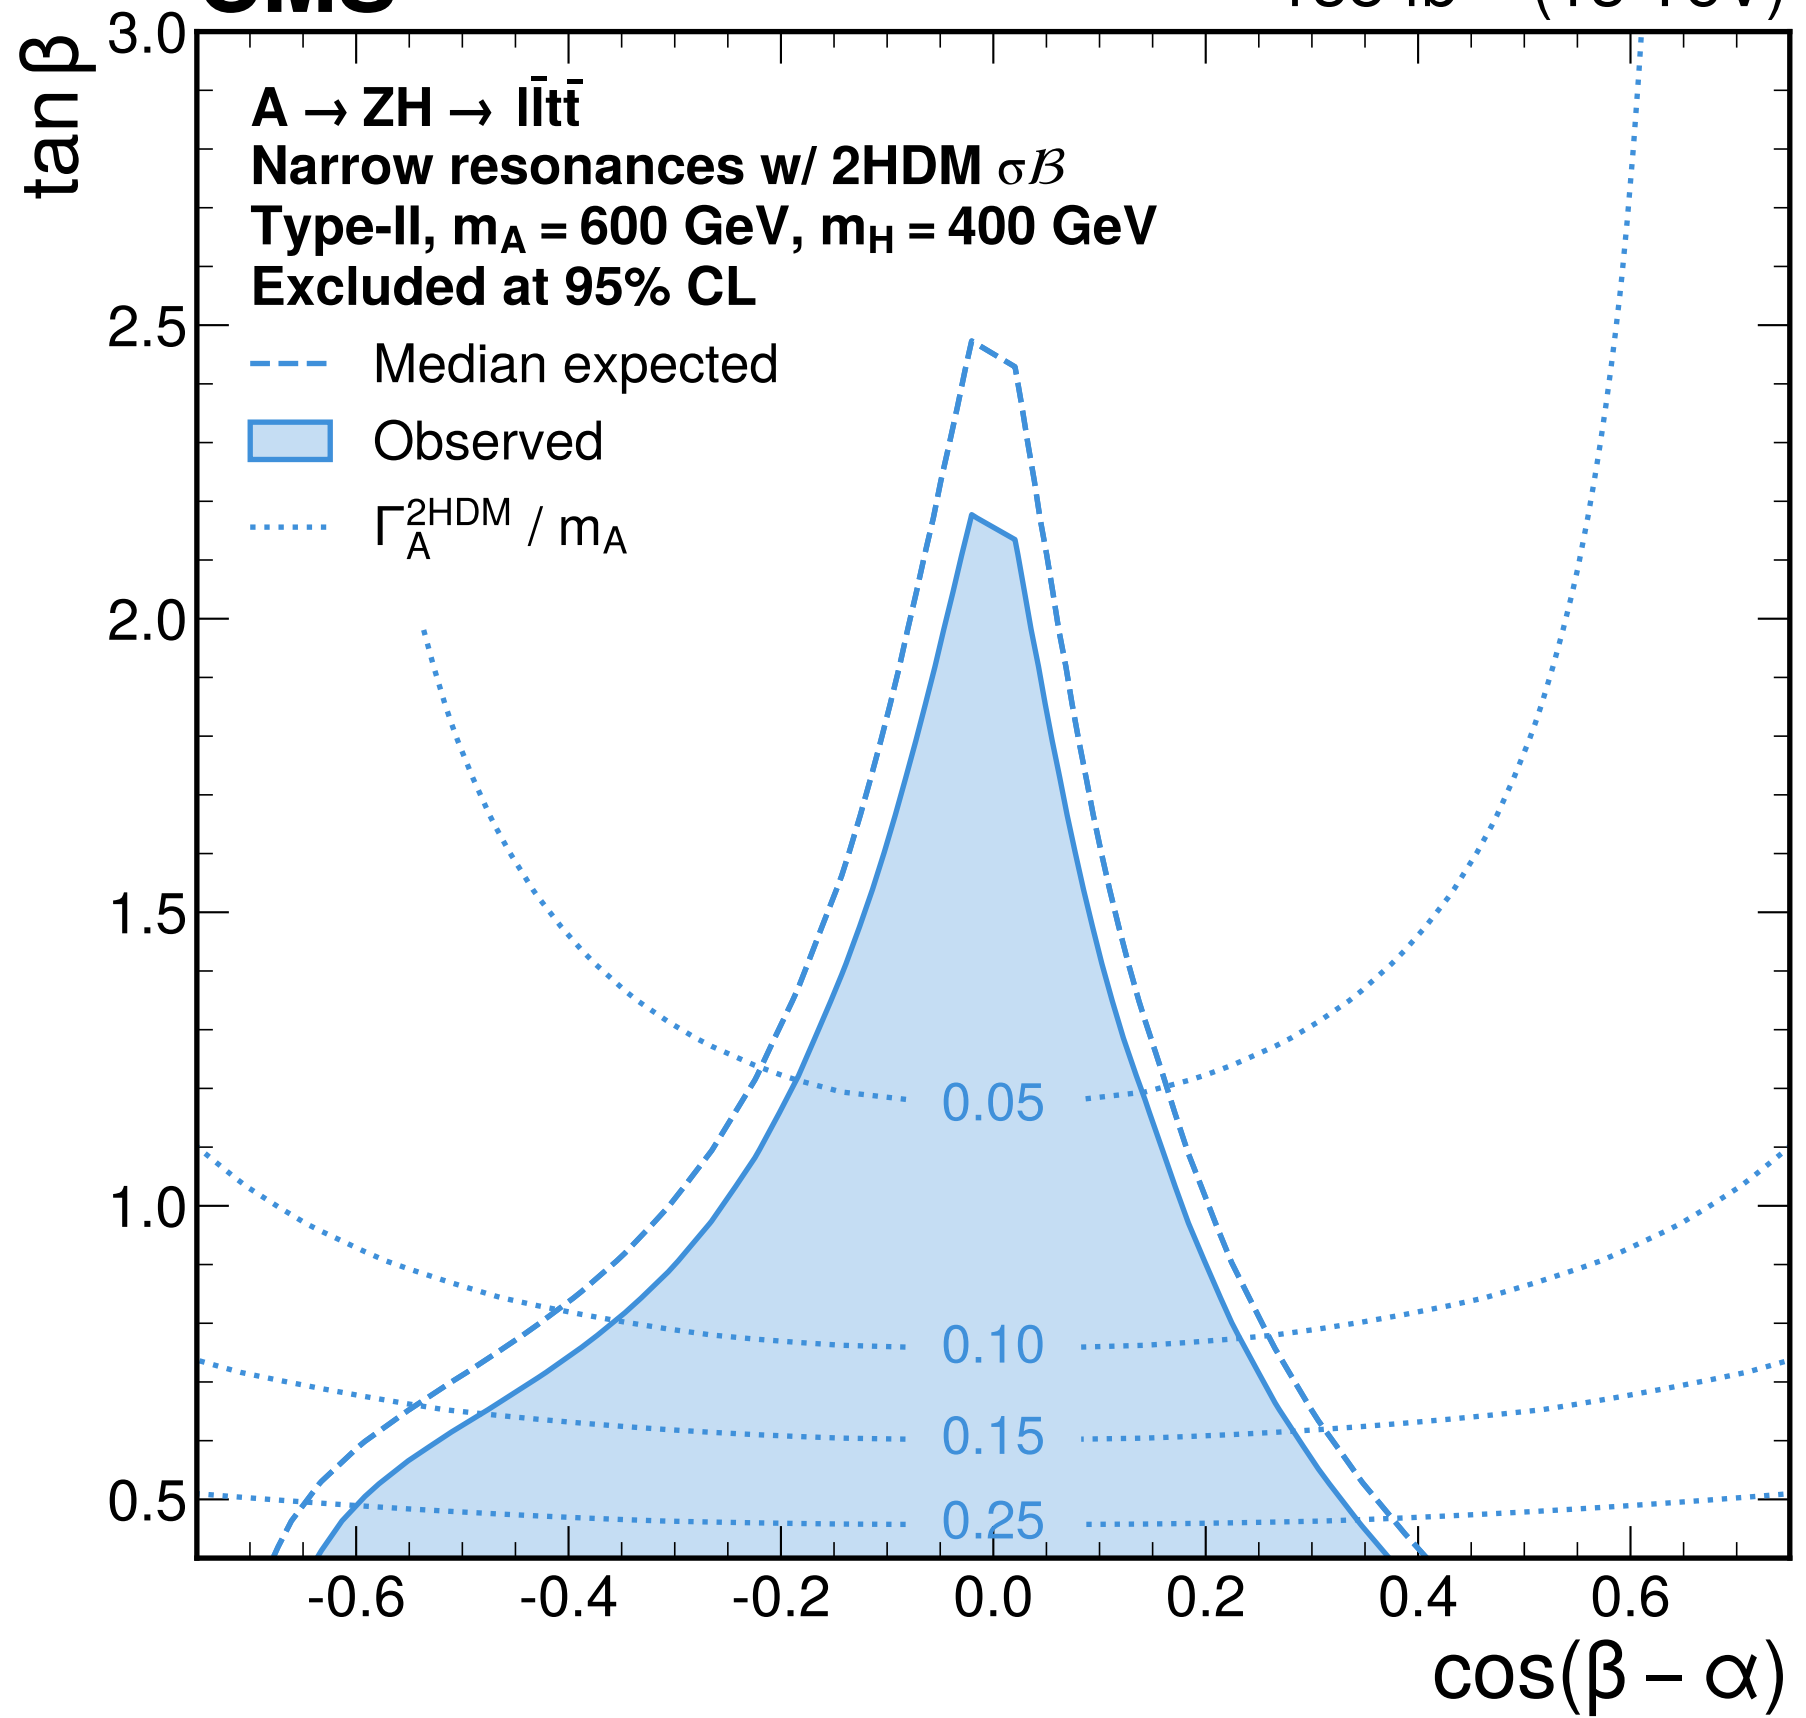 CMS
tan β
A → ZH → ll̄tt̄
Narrow resonances w/ 2HDM σℬ
Type-II, m_A = 600 GeV, m_H = 400 GeV
Excluded at 95% CL
Median expected
Observed
Γ_A^2HDM / m_A
3.0
2.5
2.0
1.5
1.0
0.5
0.05
0.10
0.15
0.25
-0.6 -0.4 -0.2 0.0 0.2 0.4 0.6
cos(β – α)